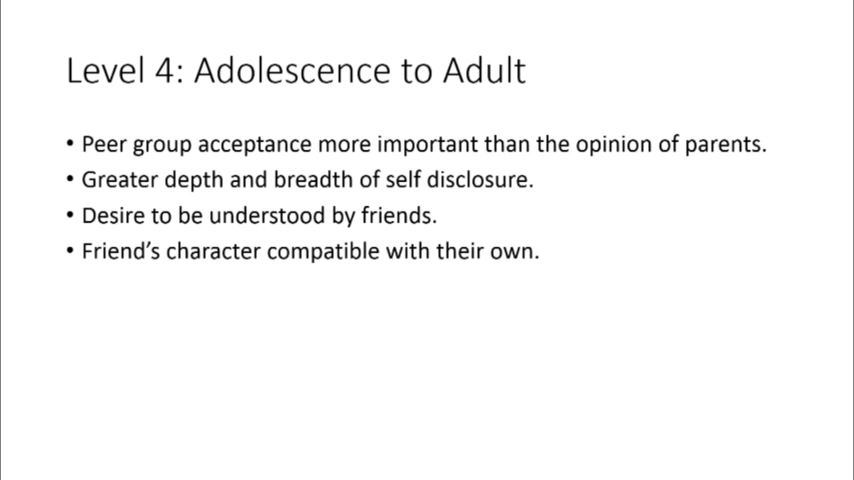 Level 4: Adolescence to Adult
• Peer group acceptance more important than the opinion of parents.
• Greater depth and breadth of self disclosure.
• Desire to be understood by friends.
• Friend’s character compatible with their own.